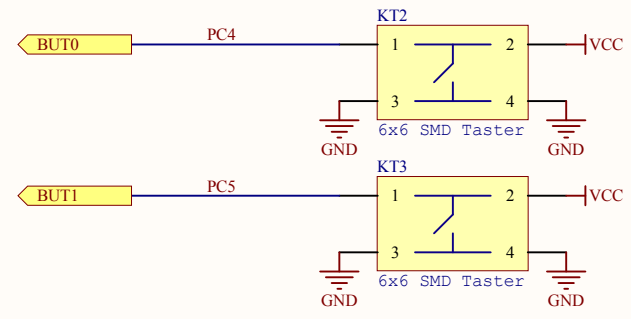 KT2
BUT0 PC4 1 2 VCC
3 4
GND 6x6 SMD Taster GND
KT3
BUT1 PC5 1 2 VCC
3 4
GND 6x6 SMD Taster GND